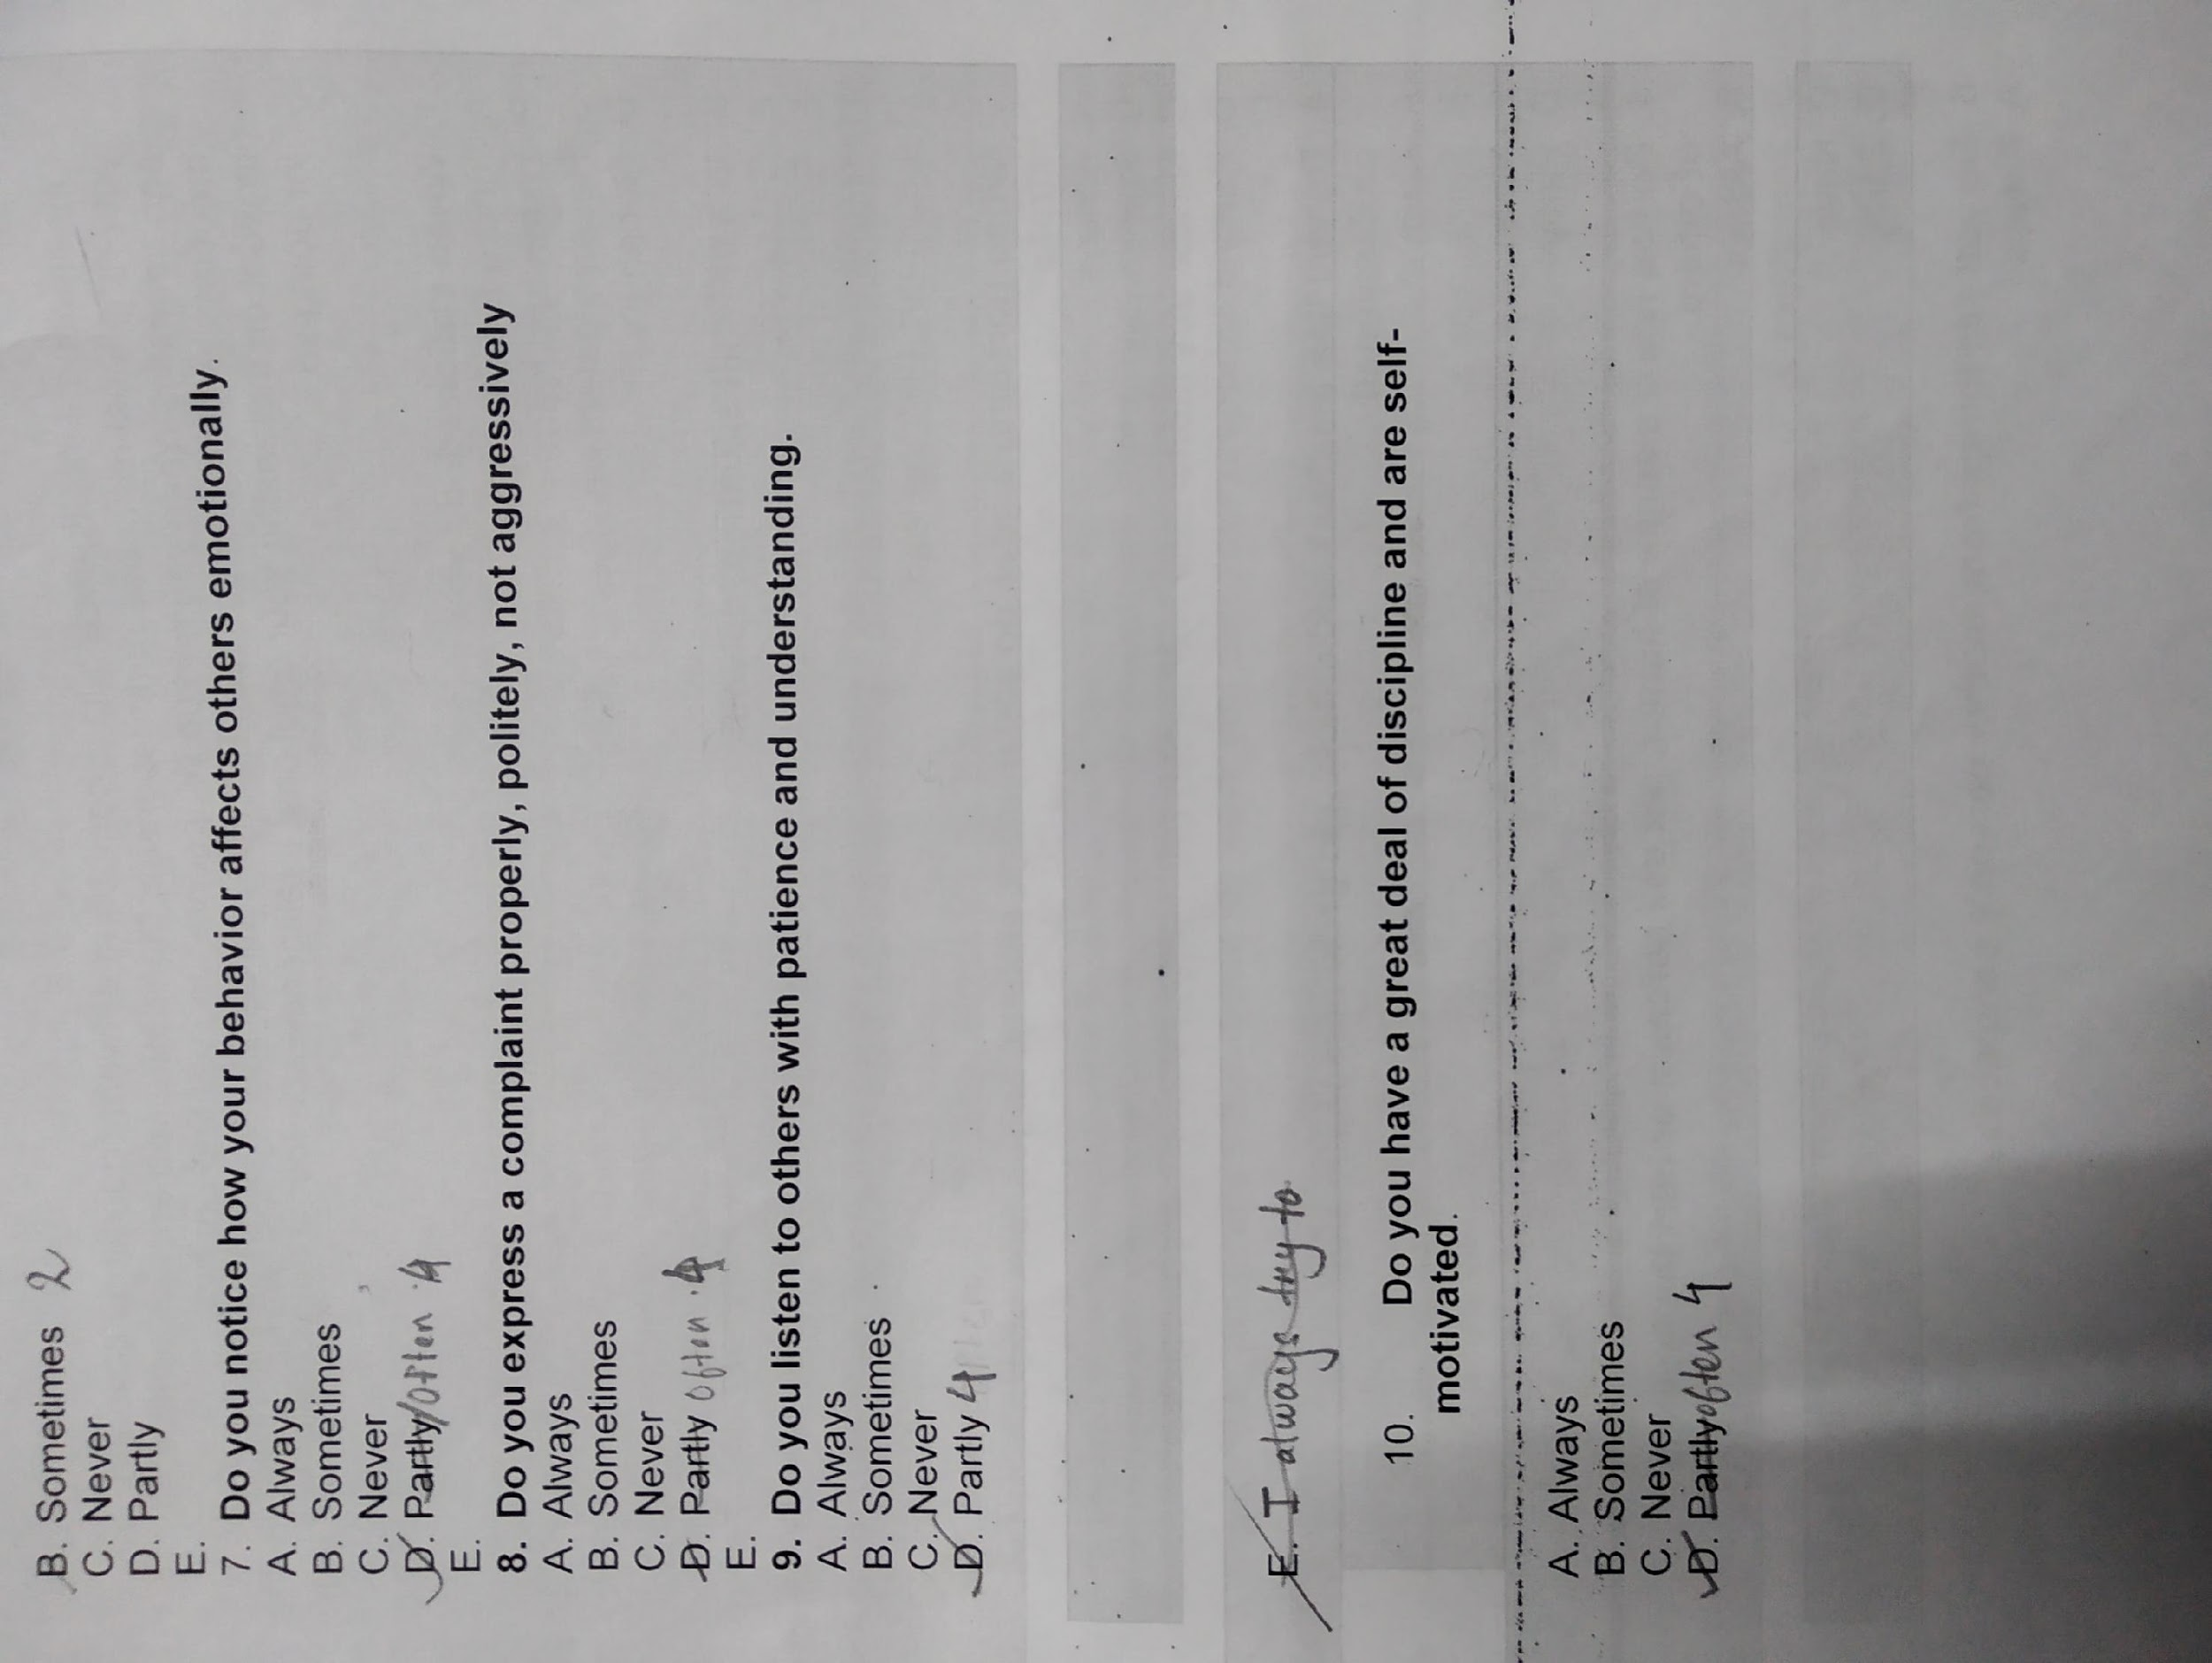 B. Sometimes 2
C. Never
D. Partly
E.
7. Do you notice how your behavior affects others emotionally.
A. Always
B. Sometimes
C. Never
D. Partly/often 4
E.
8. Do you express a complaint properly, politely, not aggressively
A. Always
B. Sometimes
C. Never
D. Partly often 4
E.
9. Do you listen to others with patience and understanding.
A. Always
B. Sometimes
C. Never
D. Partly 4
E. I always try to
10. Do you have a great deal of discipline and are self-
motivated.
A. Always
B. Sometimes
C. Never
D. Partly often 4